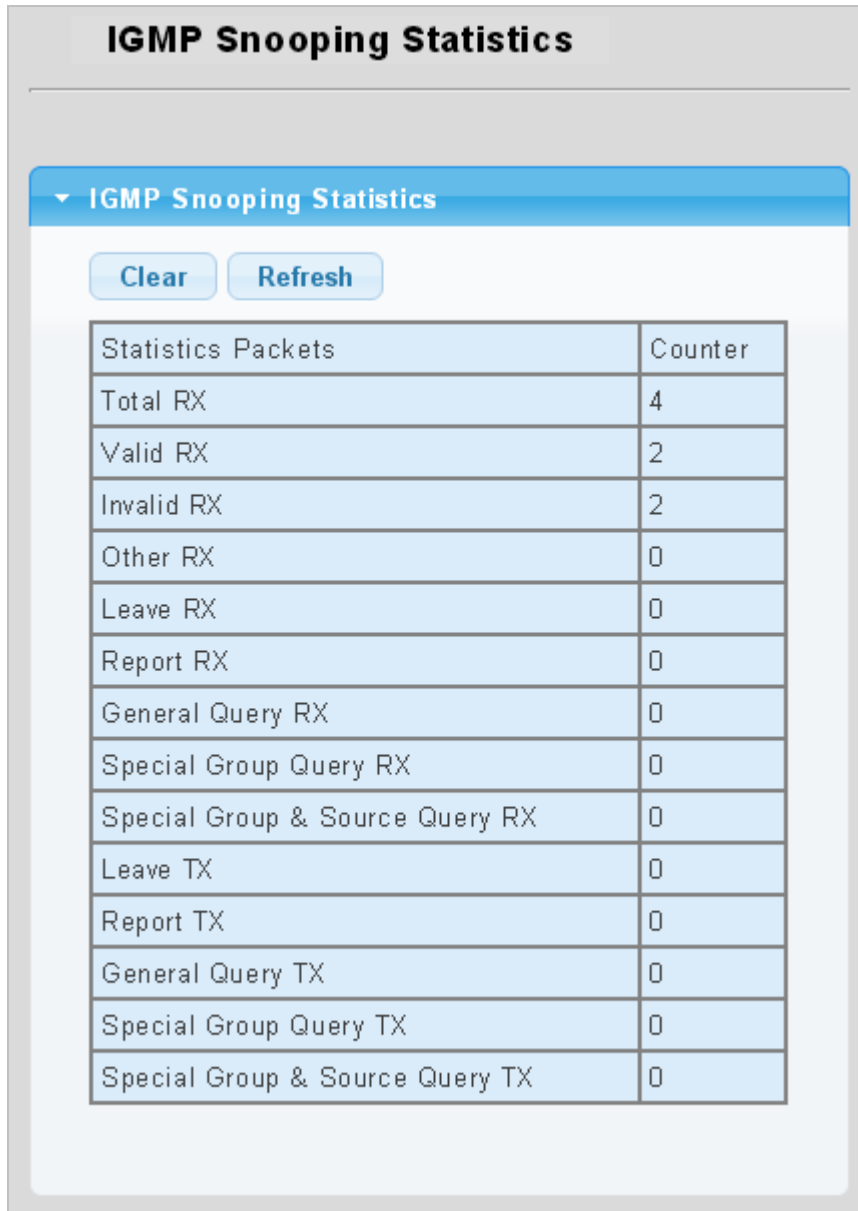 IGMP Snooping Statistics
IGMP Snooping Statistics
Clear Refresh
Statistics Packets Counter
Total RX 4
Valid RX 2
Invalid RX 2
Other RX 0
Leave RX 0
Report RX 0
General Query RX 0
Special Group Query RX 0
Special Group & Source Query RX 0
Leave TX 0
Report TX 0
General Query TX 0
Special Group Query TX 0
Special Group & Source Query TX 0